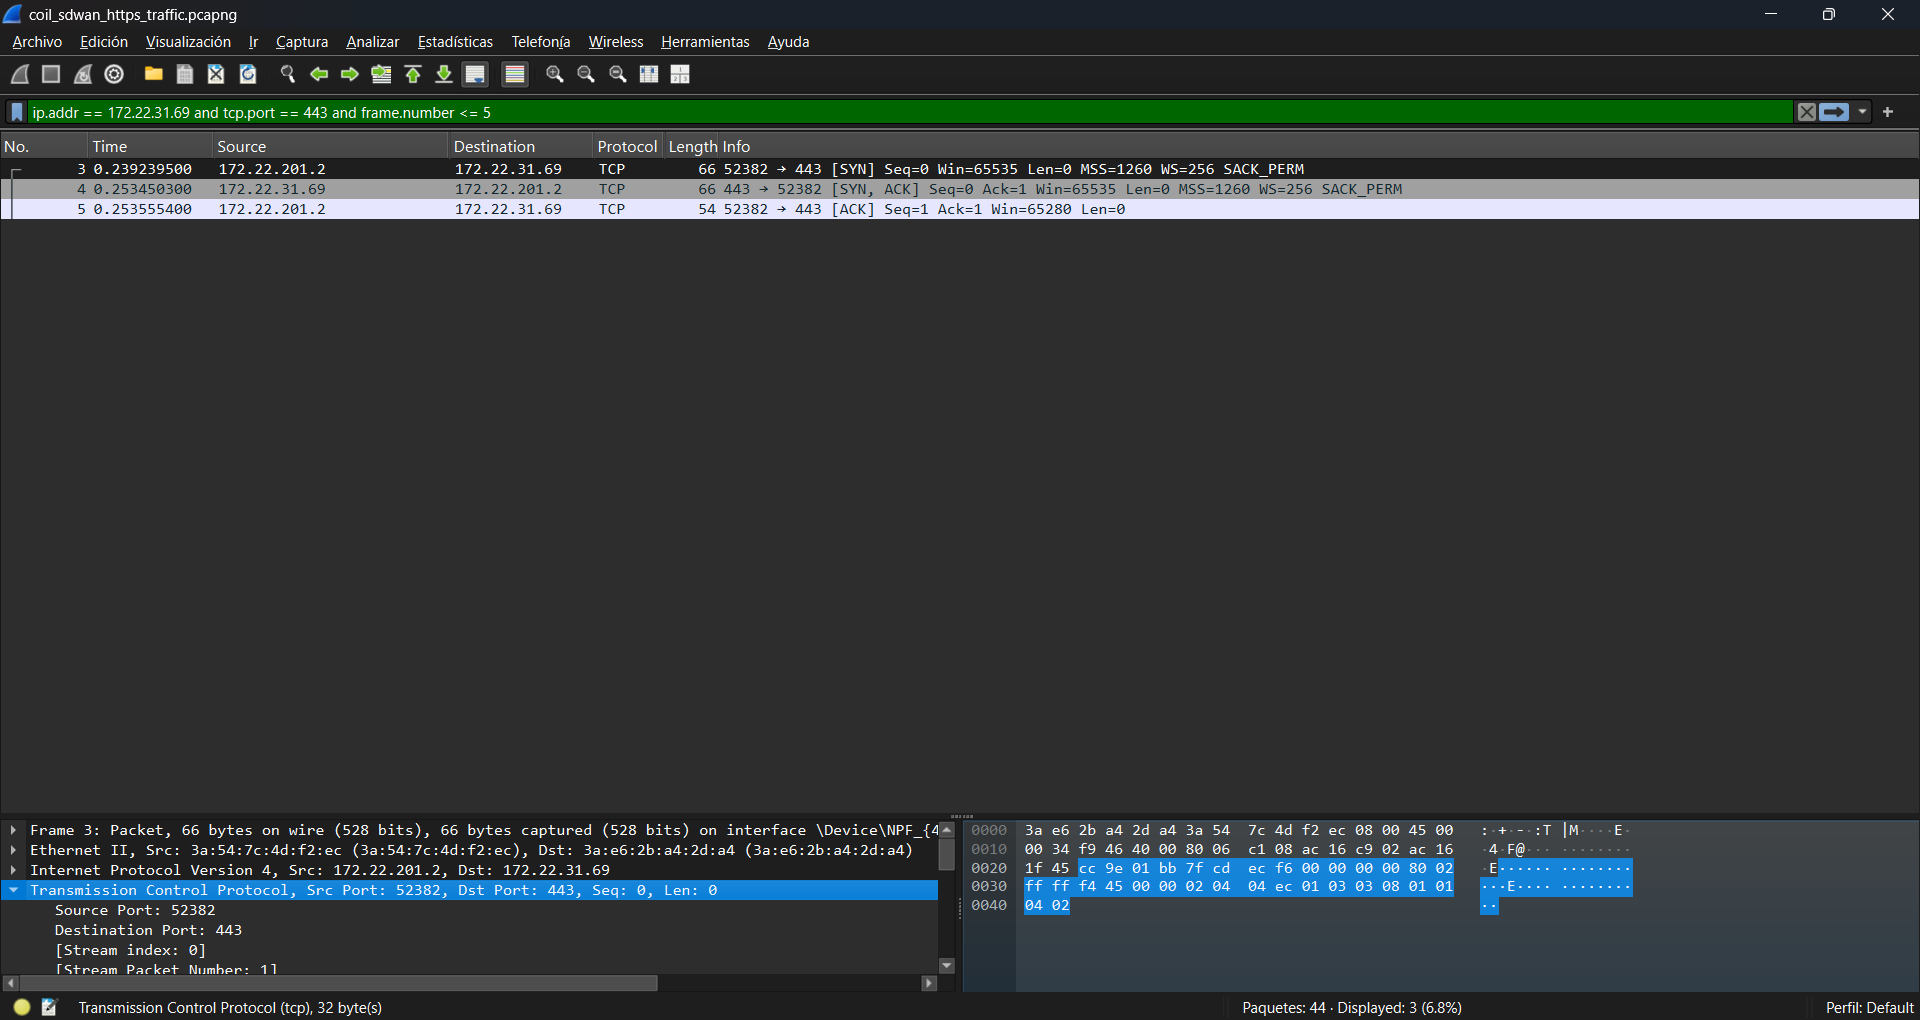 coil_sdwan_https_traffic.pcapng
Archivo Edición Visualización Ir Captura Analizar Estadísticas Telefonía Wireless Herramientas Ayuda
ip.addr == 172.22.31.69 and tcp.port == 443 and frame.number <= 5
No. Time Source Destination Protocol Length Info
3 0.239239500 172.22.201.2 172.22.31.69 TCP 66 52382 → 443 [SYN] Seq=0 Win=65535 Len=0 MSS=1260 WS=256 SACK_PERM
4 0.253450300 172.22.31.69 172.22.201.2 TCP 66 443 → 52382 [SYN, ACK] Seq=0 Ack=1 Win=65535 Len=0 MSS=1260 WS=256 SACK_PERM
5 0.253555400 172.22.201.2 172.22.31.69 TCP 54 52382 → 443 [ACK] Seq=1 Ack=1 Win=65280 Len=0
Frame 3: Packet, 66 bytes on wire (528 bits), 66 bytes captured (528 bits) on interface \Device\NPF_{4
Ethernet II, Src: 3a:54:7c:4d:f2:ec (3a:54:7c:4d:f2:ec), Dst: 3a:e6:2b:a4:2d:a4 (3a:e6:2b:a4:2d:a4)
Internet Protocol Version 4, Src: 172.22.201.2, Dst: 172.22.31.69
Transmission Control Protocol, Src Port: 52382, Dst Port: 443, Seq: 0, Len: 0
Source Port: 52382
Destination Port: 443
[Stream index: 0]
[Stream Packet Number: 1]
0000 3a e6 2b a4 2d a4 3a 54 7c 4d f2 ec 08 00 45 00 :·+·-·:T |M····E·
0010 00 34 f9 46 40 00 80 06 c1 08 ac 16 c9 02 ac 16 ·4·F@··· ········
0020 1f 45 cc 9e 01 bb 7f cd ec f6 00 00 00 00 80 02 ·E······ ········
0030 ff ff f4 45 00 00 02 04 04 ec 01 03 03 08 01 01 ···E···· ········
0040 04 02 ··
Transmission Control Protocol (tcp), 32 byte(s) Paquetes: 44 · Displayed: 3 (6.8%) Perfil: Default